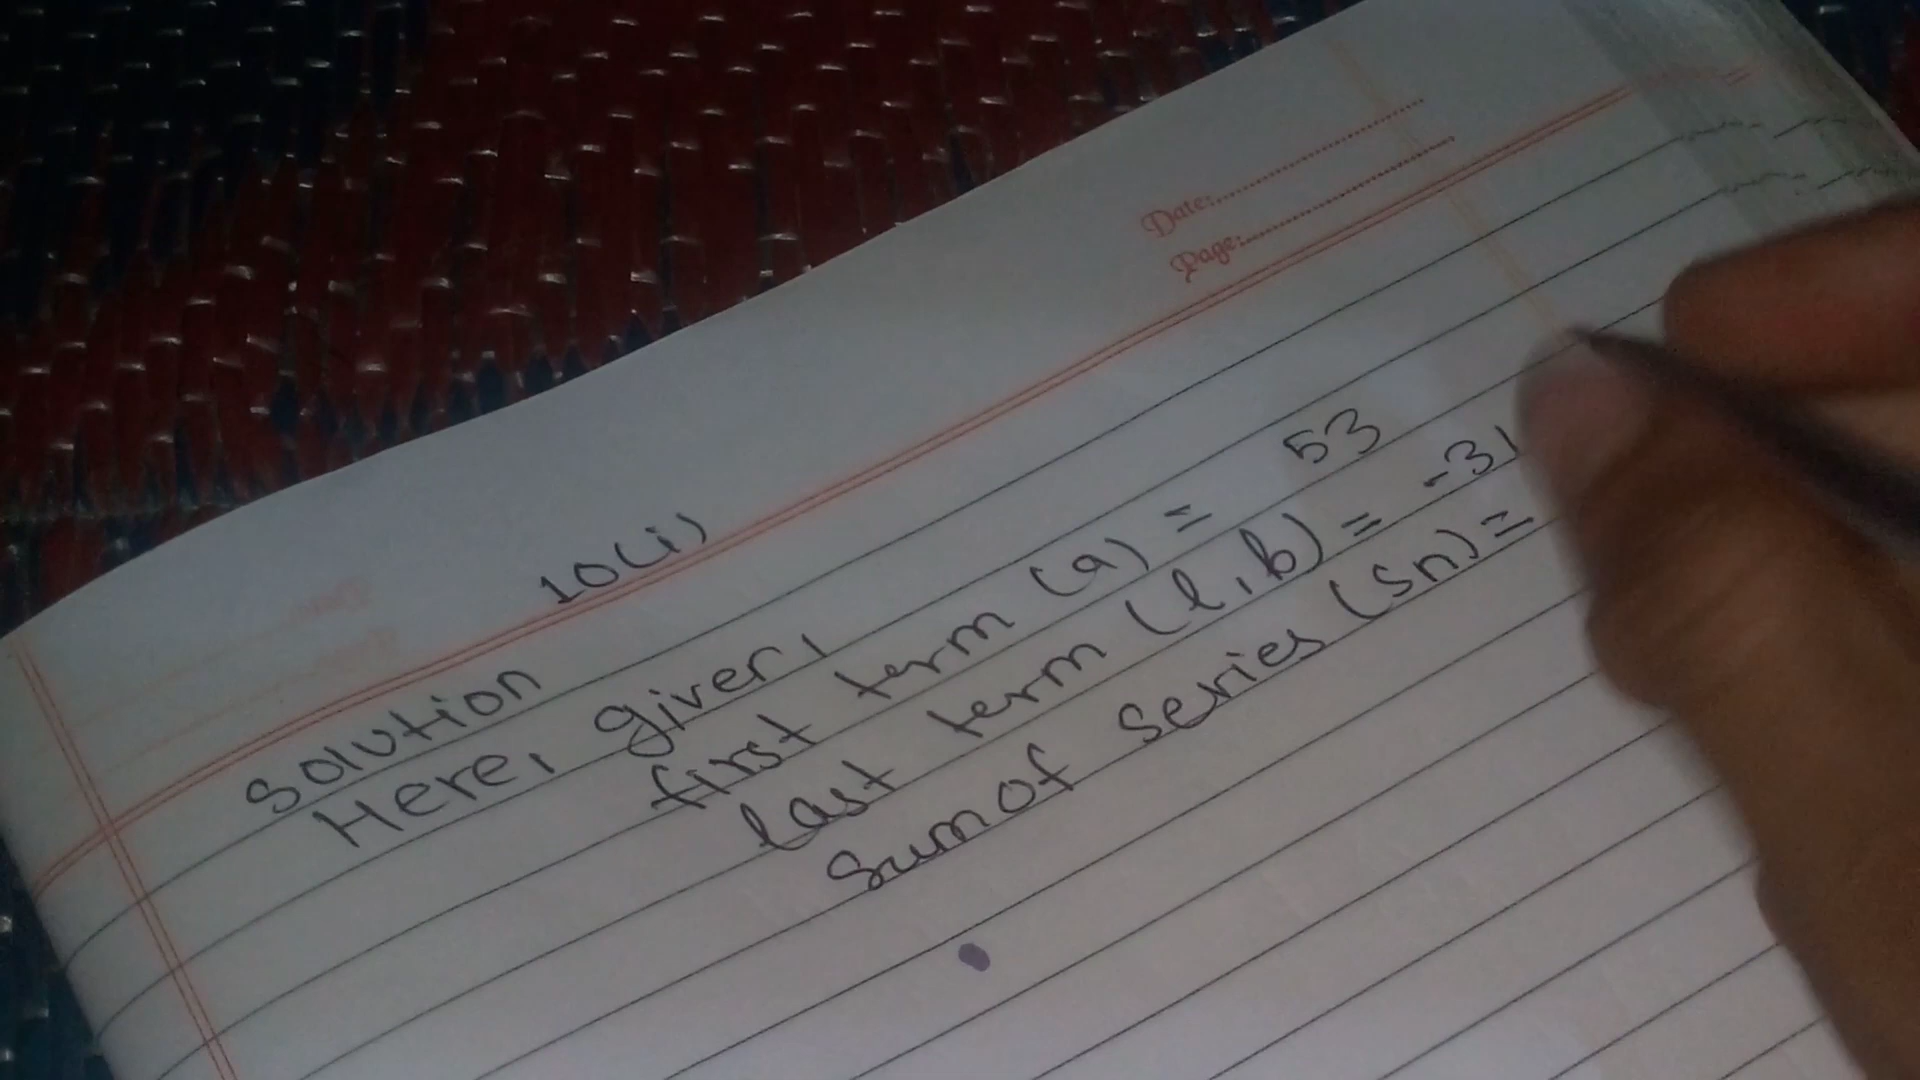 Date:
Page:
10(i)
Solution
Here, given,
first term (a) = 53
last term (l, b) = -31
Sum of series (Sn) =